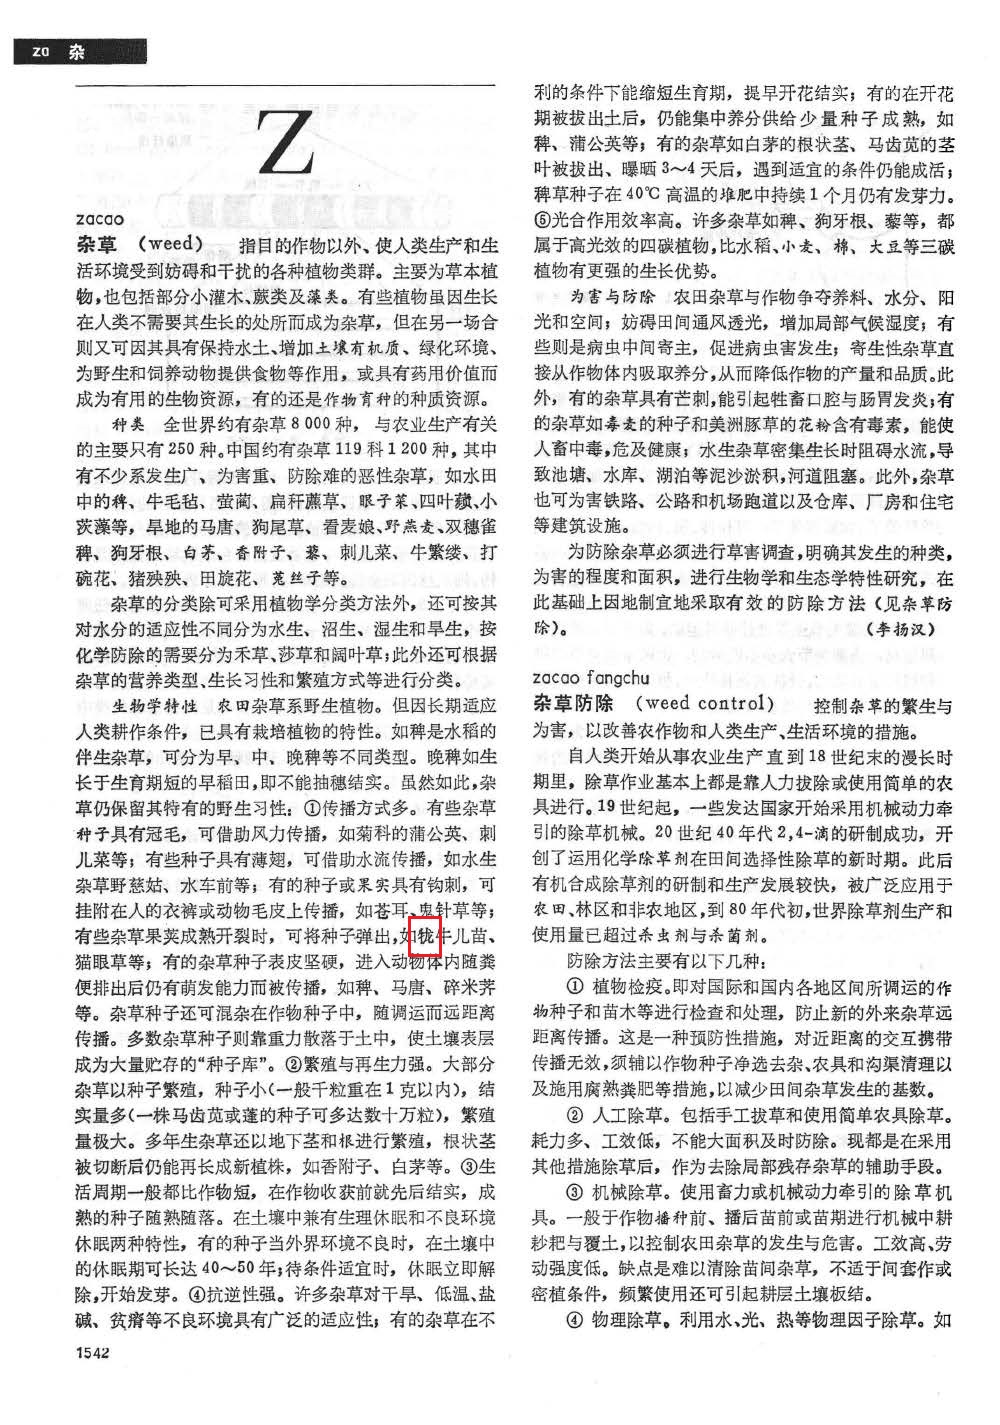 za 杂
Z
zacao
杂草 (weed) 指目的作物以外、使人类生产和生
活环境受到妨碍和干扰的各种植物类群。主要为草本植
物,也包括部分小灌木、蕨类及藻类。有些植物虽因生长
在人类不需要其生长的处所而成为杂草，但在另一场合
则又可因其具有保持水土、增加土壤有机质、绿化环境、
为野生和饲养动物提供食物等作用，或具有药用价值而
成为有用的生物资源，有的还是作物育种的种质资源。
种类 全世界约有杂草8 000种，与农业生产有关
的主要只有250种。中国约有杂草119科1 200种，其中
有不少系发生广、为害重、防除难的恶性杂草，如水田
中的稗、牛毛毡、萤蔺、扁秆藨草、眼子菜、四叶蘋、小
茨藻等，旱地的马唐、狗尾草、看麦娘、野燕麦、双穗雀
稗、狗牙根、白茅、香附子、藜、刺儿菜、牛繁缕、打
碗花、猪殃殃、田旋花、菟丝子等。
杂草的分类除可采用植物学分类方法外，还可按其
对水分的适应性不同分为水生、沼生、湿生和旱生，按
化学防除的需要分为禾草、莎草和阔叶草；此外还可根据
杂草的营养类型、生长习性和繁殖方式等进行分类。
生物学特性 农田杂草系野生植物。但因长期适应
人类耕作条件，已具有栽培植物的特性。如稗是水稻的
伴生杂草，可分为早、中、晚稗等不同类型。晚稗如生
长于生育期短的早稻田,即不能抽穗结实。虽然如此,杂
草仍保留其特有的野生习性：①传播方式多。有些杂草
种子具有冠毛，可借助风力传播，如菊科的蒲公英、刺
儿菜等；有些种子具有薄翅，可借助水流传播，如水生
杂草野慈姑、水车前等；有的种子或果实具有钩刺，可
挂附在人的衣裤或动物毛皮上传播，如苍耳、鬼针草等；
有些杂草果荚成熟开裂时，可将种子弹出,如牻牛儿苗、
猫眼草等；有的杂草种子表皮坚硬，进入动物体内随粪
便排出后仍有萌发能力而被传播，如稗、马唐、碎米荠
等。杂草种子还可混杂在作物种子中，随调运而远距离
传播。多数杂草种子则靠重力散落于土中，使土壤表层
成为大量贮存的“种子库”。②繁殖与再生力强。大部分
杂草以种子繁殖，种子小(一般千粒重在1克以内)，结
实量多(一株马齿苋或蓬的种子可多达数十万粒)，繁殖
量极大。多年生杂草还以地下茎和根进行繁殖，根状茎
被切断后仍能再长成新植株，如香附子、白茅等。③生
活周期一般都比作物短，在作物收获前就先后结实，成
熟的种子随熟随落。在土壤中兼有生理休眠和不良环境
休眠两种特性，有的种子当外界环境不良时，在土壤中
的休眠期可长达40～50年;待条件适宜时，休眠立即解
除,开始发芽。④抗逆性强。许多杂草对干旱、低温、盐
碱、贫瘠等不良环境具有广泛的适应性；有的杂草在不
1542
利的条件下能缩短生育期，提早开花结实；有的在开花
期被拔出土后，仍能集中养分供给少量种子成熟，如
稗、蒲公英等；有的杂草如白茅的根状茎、马齿苋的茎
叶被拔出、曝晒3～4天后，遇到适宜的条件仍能成活；
稗草种子在40℃高温的堆肥中持续1个月仍有发芽力。
⑥光合作用效率高。许多杂草如稗、狗牙根、藜等，都
属于高光效的四碳植物,比水稻、小麦、棉、大豆等三碳
植物有更强的生长优势。
为害与防除 农田杂草与作物争夺养料、水分、阳
光和空间；妨碍田间通风透光，增加局部气候湿度；有
些则是病虫中间寄主，促进病虫害发生；寄生性杂草直
接从作物体内吸取养分,从而降低作物的产量和品质。此
外，有的杂草具有芒刺,能引起牲畜口腔与肠胃发炎;有
的杂草如毒麦的种子和美洲豚草的花粉含有毒素，能使
人畜中毒,危及健康；水生杂草密集生长时阻碍水流,导
致池塘、水库、湖泊等泥沙淤积,河道阻塞。此外,杂草
也可为害铁路、公路和机场跑道以及仓库、厂房和住宅
等建筑设施。
为防除杂草必须进行草害调查,明确其发生的种类,
为害的程度和面积，进行生物学和生态学特性研究，在
此基础上因地制宜地采取有效的防除方法（见杂草防
除）。 （李扬汉）
zacao fangchu
杂草防除 (weed control) 控制杂草的繁生与
为害，以改善农作物和人类生产、生活环境的措施。
自人类开始从事农业生产直到18世纪末的漫长时
期里，除草作业基本上都是靠人力拔除或使用简单的农
具进行。19世纪起，一些发达国家开始采用机械动力牵
引的除草机械。20世纪40年代2,4-滴的研制成功，开
创了运用化学除草剂在田间选择性除草的新时期。此后
有机合成除草剂的研制和生产发展较快，被广泛应用于
农田、林区和非农地区,到80年代初,世界除草剂生产和
使用量已超过杀虫剂与杀菌剂。
防除方法主要有以下几种：
① 植物检疫。即对国际和国内各地区间所调运的作
物种子和苗木等进行检查和处理，防止新的外来杂草远
距离传播。这是一种预防性措施，对近距离的交互携带
传播无效,须辅以作物种子净选去杂、农具和沟渠清理以
及施用腐熟粪肥等措施,以减少田间杂草发生的基数。
② 人工除草。包括手工拔草和使用简单农具除草。
耗力多、工效低，不能大面积及时防除。现都是在采用
其他措施除草后，作为去除局部残存杂草的辅助手段。
③ 机械除草。使用畜力或机械动力牵引的除草机
具。一般于作物播种前、播后苗前或苗期进行机械中耕
耖耙与覆土,以控制农田杂草的发生与危害。工效高、劳
动强度低。缺点是难以清除苗间杂草，不适于间套作或
密植条件，频繁使用还可引起耕层土壤板结。
④ 物理除草。利用水、光、热等物理因子除草。如